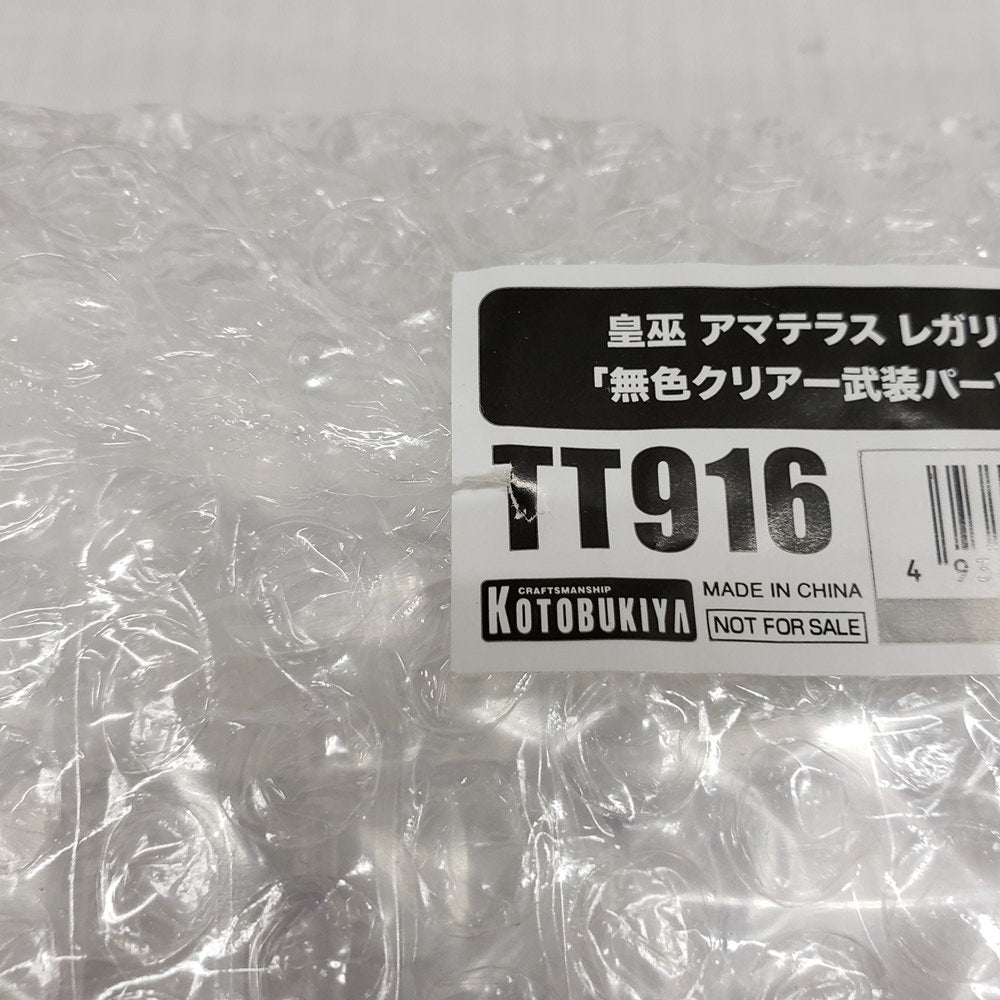 皇巫 アマテラス レガリ
「無色クリアー武装パー
TT916
4 93
CRAFTSMANSHIP
KOTOBUKIYA
MADE IN CHINA
NOT FOR SALE